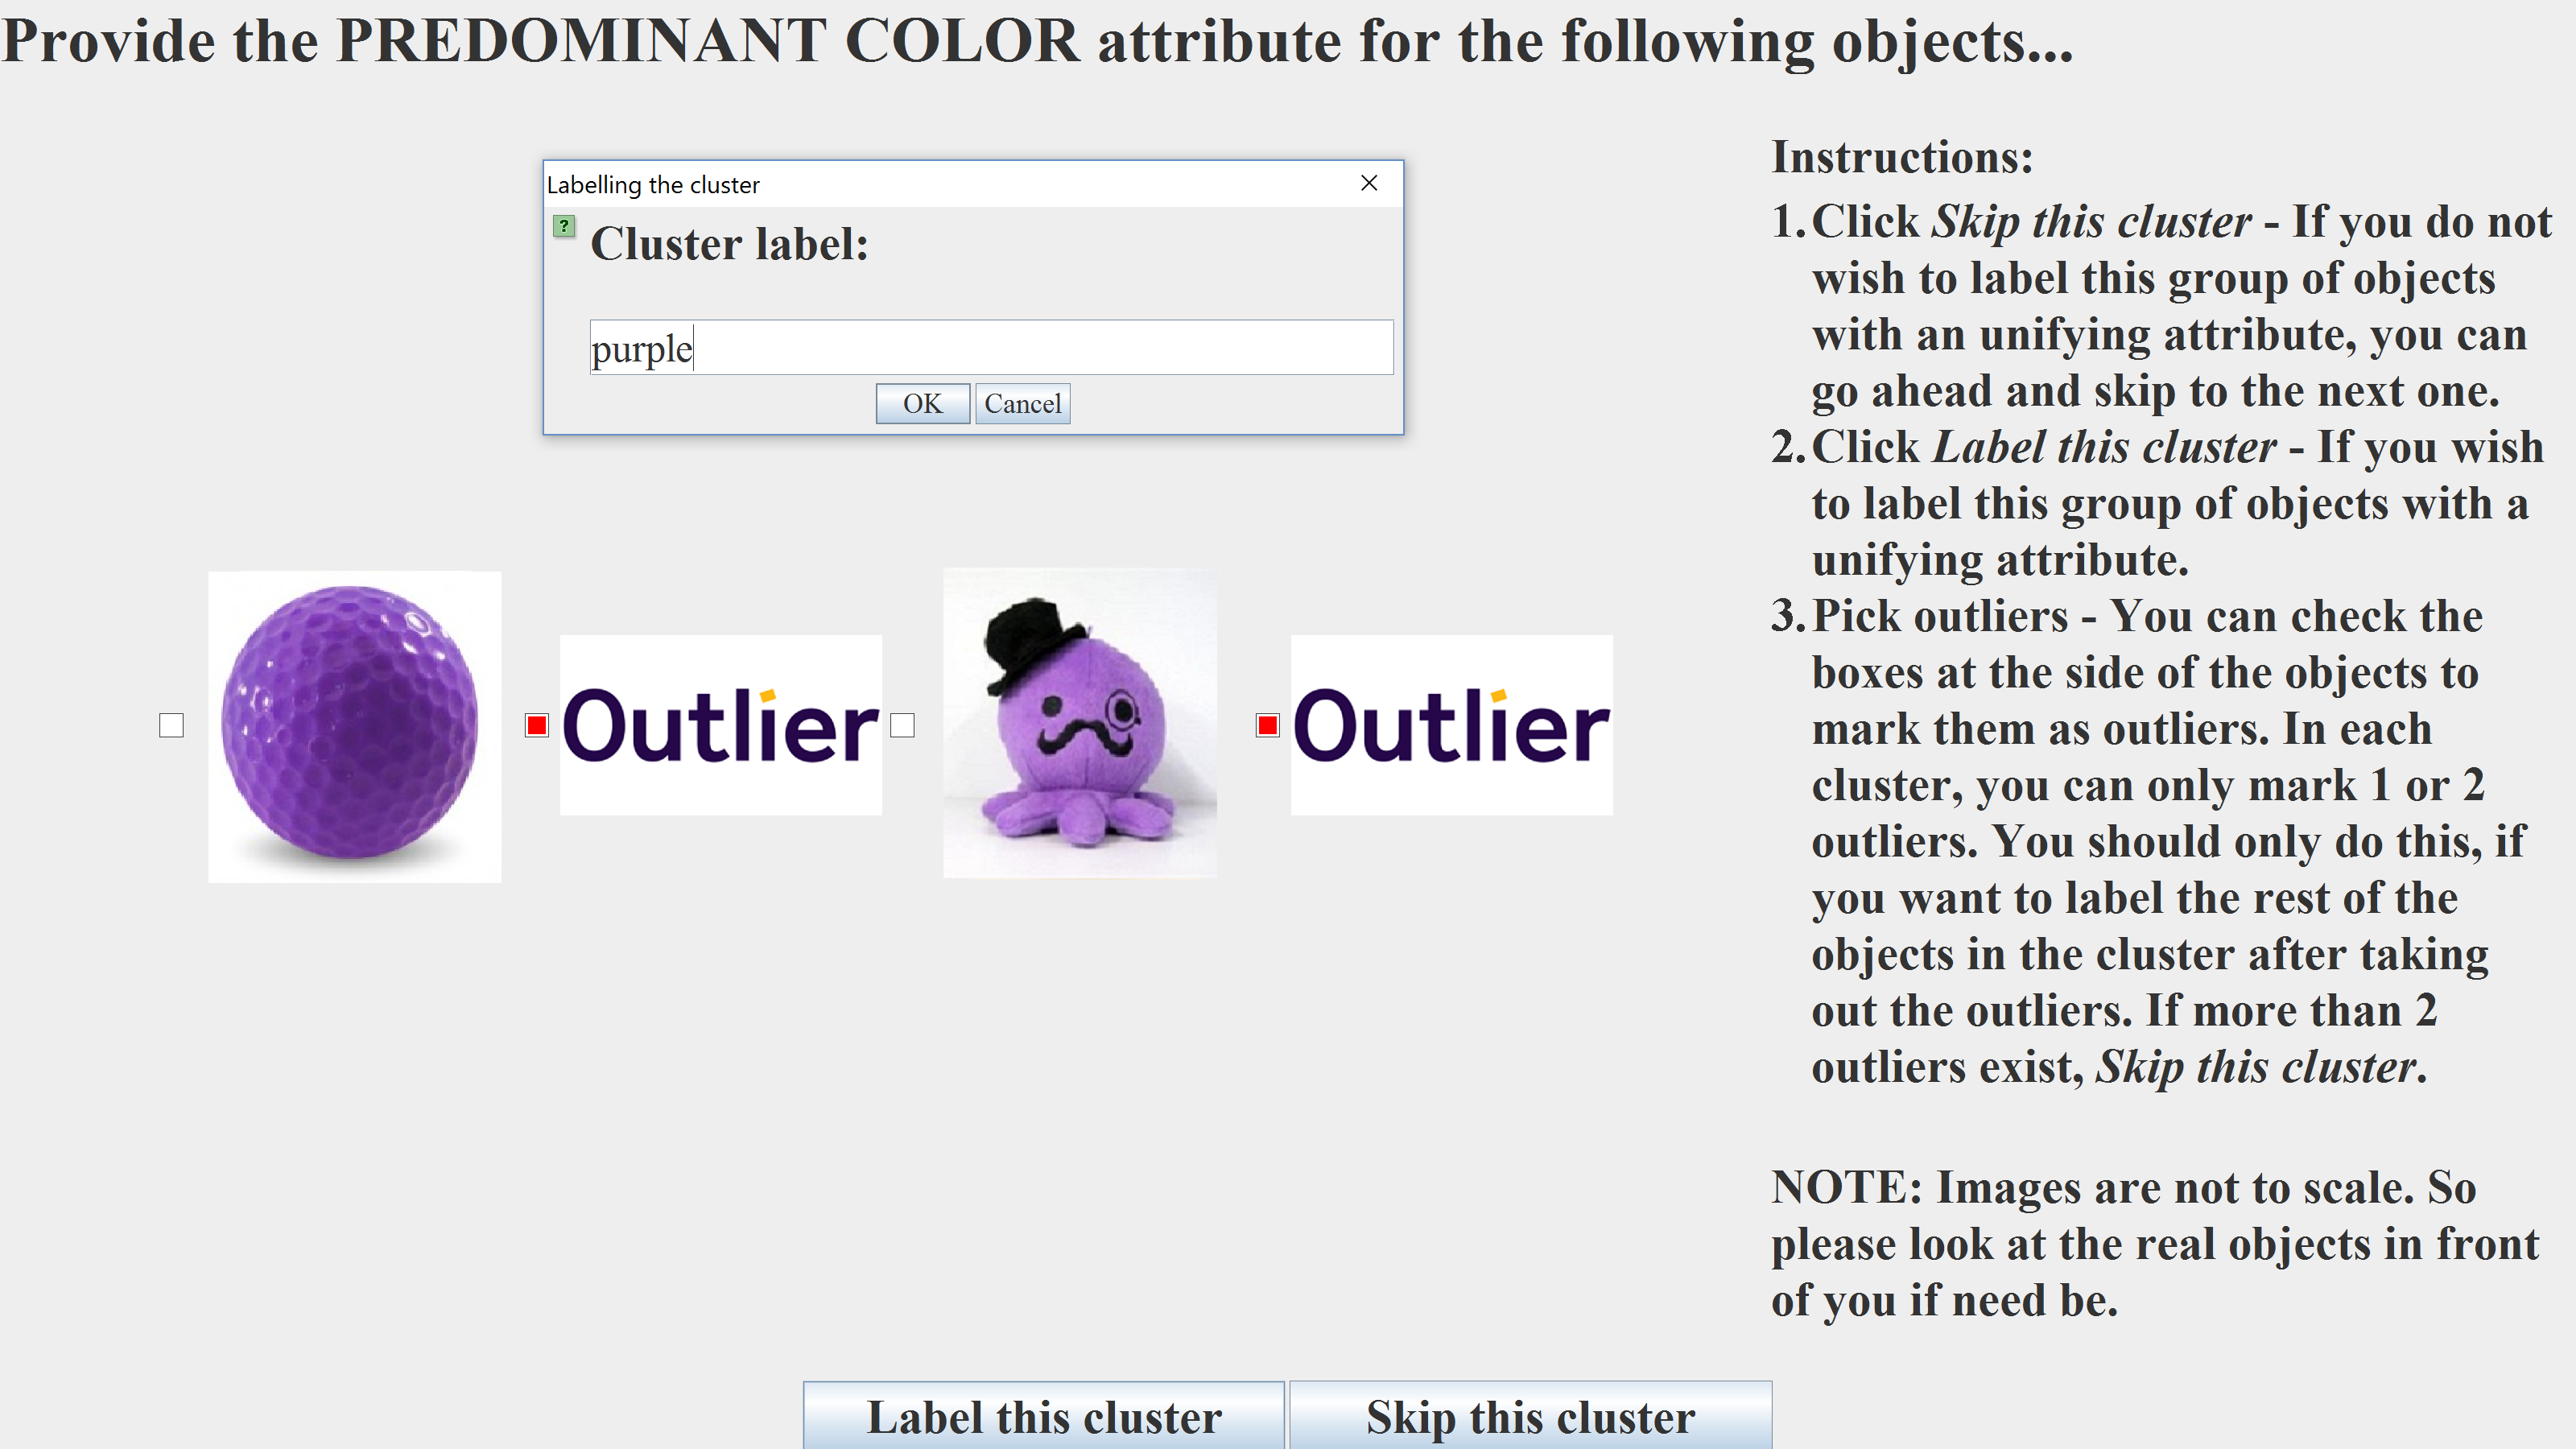 Provide the PREDOMINANT COLOR attribute for the following objects...
Labelling the cluster
?
Cluster label:
purple
OK
Cancel
Outlier
Outlier
Instructions:
1. Click Skip this cluster - If you do not
wish to label this group of objects
with an unifying attribute, you can
go ahead and skip to the next one.
2. Click Label this cluster - If you wish
to label this group of objects with a
unifying attribute.
3. Pick outliers - You can check the
boxes at the side of the objects to
mark them as outliers. In each
cluster, you can only mark 1 or 2
outliers. You should only do this, if
you want to label the rest of the
objects in the cluster after taking
out the outliers. If more than 2
outliers exist, Skip this cluster.
NOTE: Images are not to scale. So
please look at the real objects in front
of you if need be.
Label this cluster
Skip this cluster